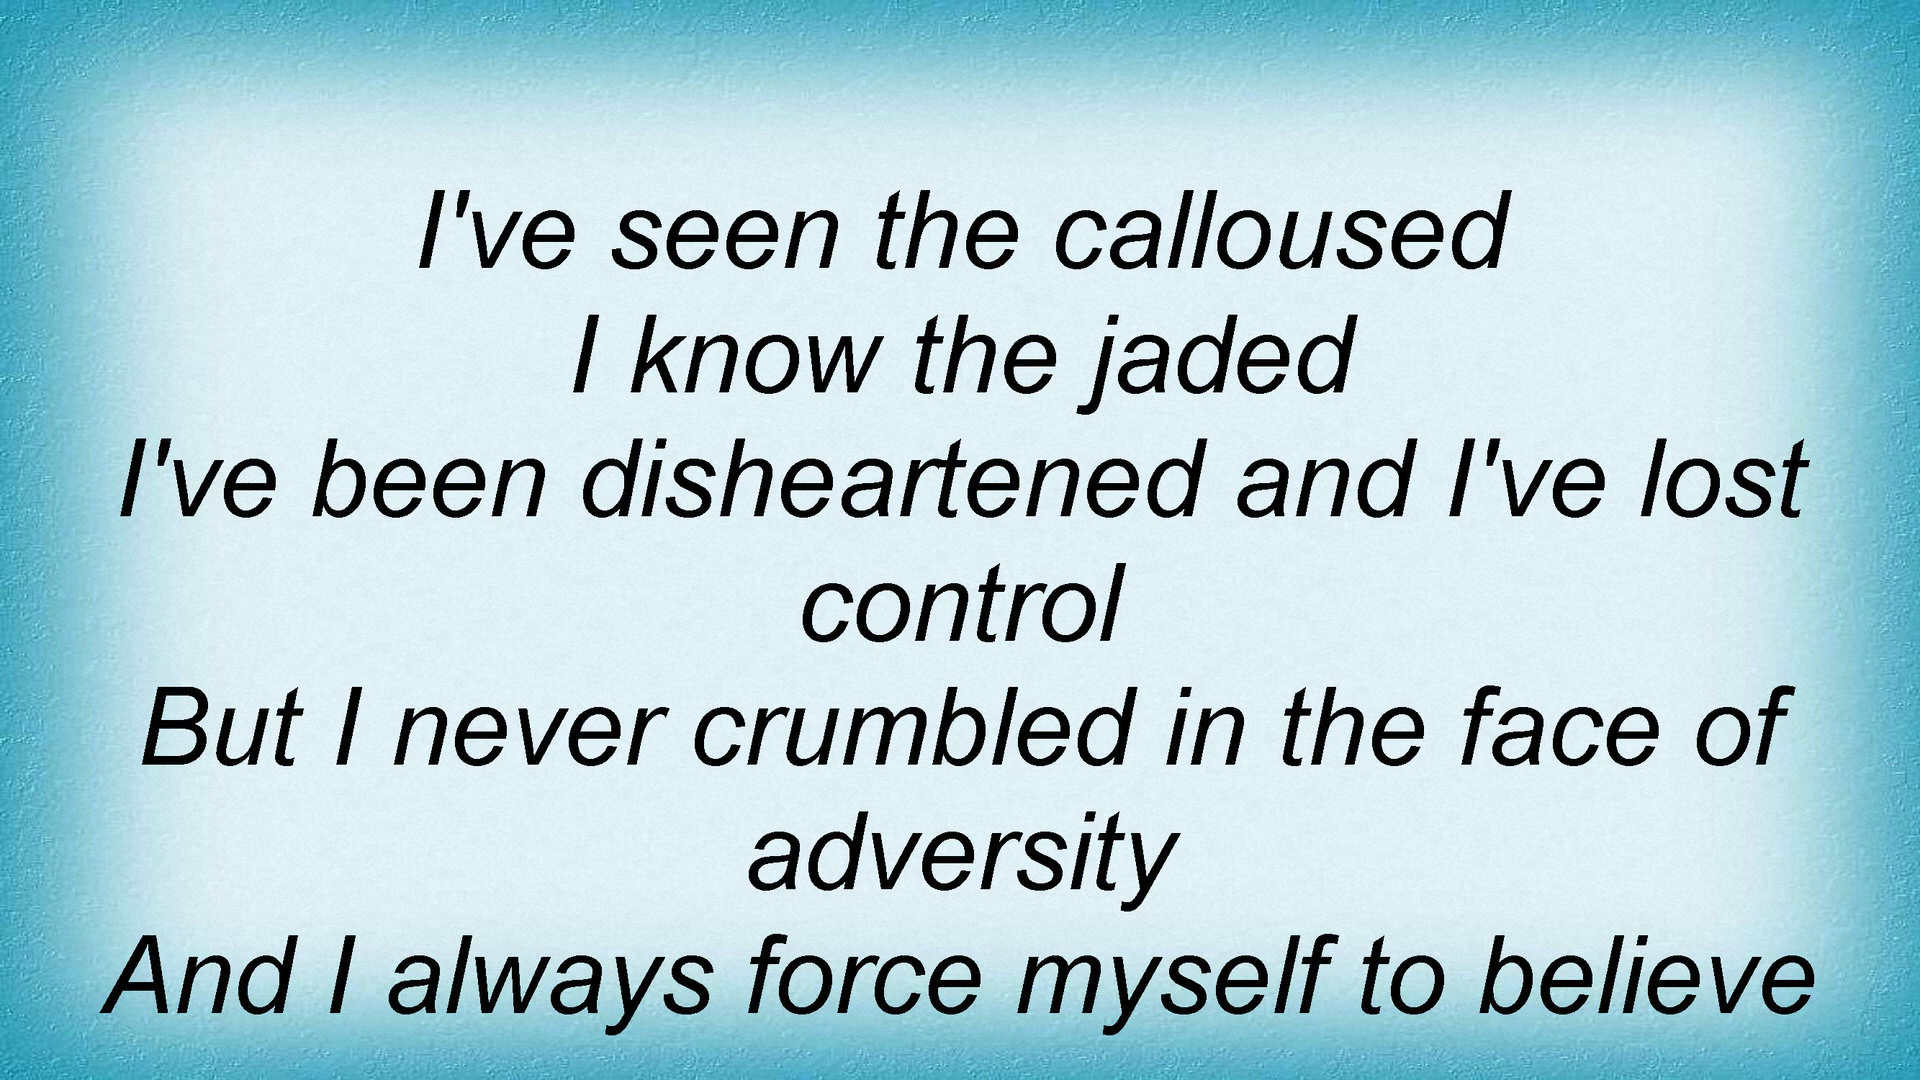 I've seen the calloused
I know the jaded
I've been disheartened and I've lost
control
But I never crumbled in the face of
adversity
And I always force myself to believe